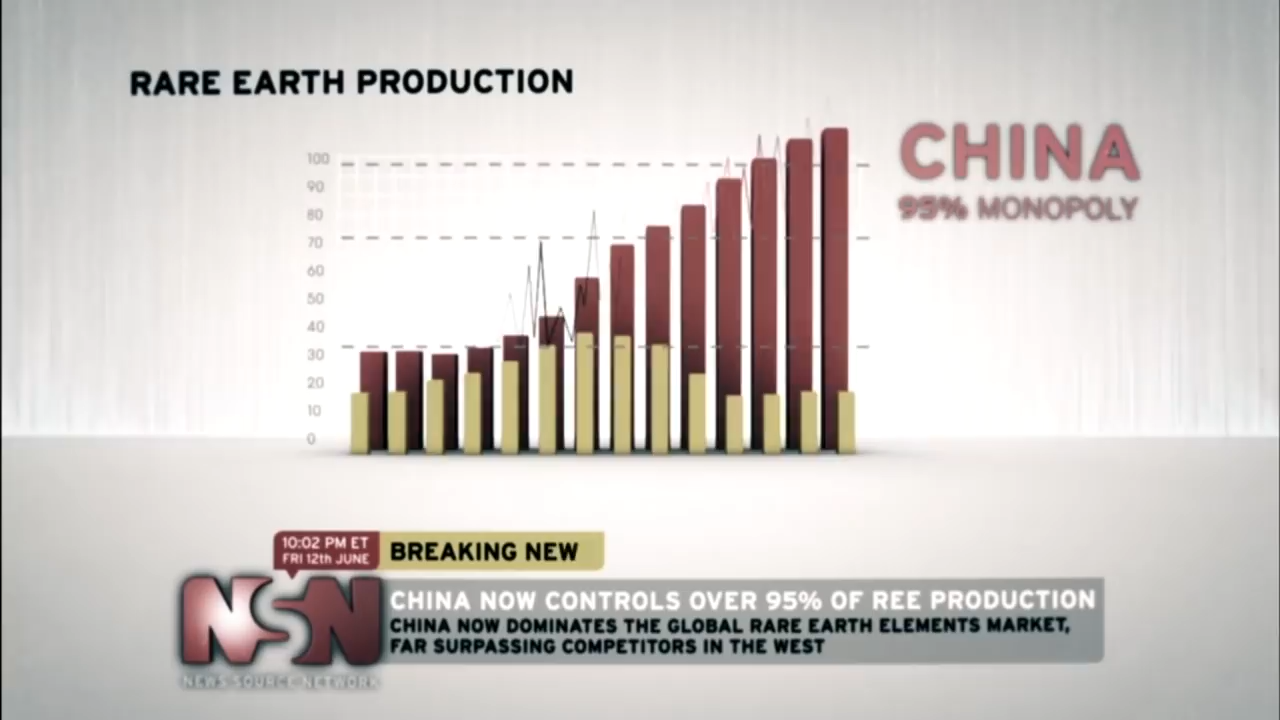 RARE EARTH PRODUCTION
CHINA
95% MONOPOLY
100
90
80
70
60
50
40
30
20
10
0
10:02 PM ET
FRI 12th JUNE
BREAKING NEW
NSN
NEWS SOURCE NETWORK
CHINA NOW CONTROLS OVER 95% OF REE PRODUCTION
CHINA NOW DOMINATES THE GLOBAL RARE EARTH ELEMENTS MARKET,
FAR SURPASSING COMPETITORS IN THE WEST